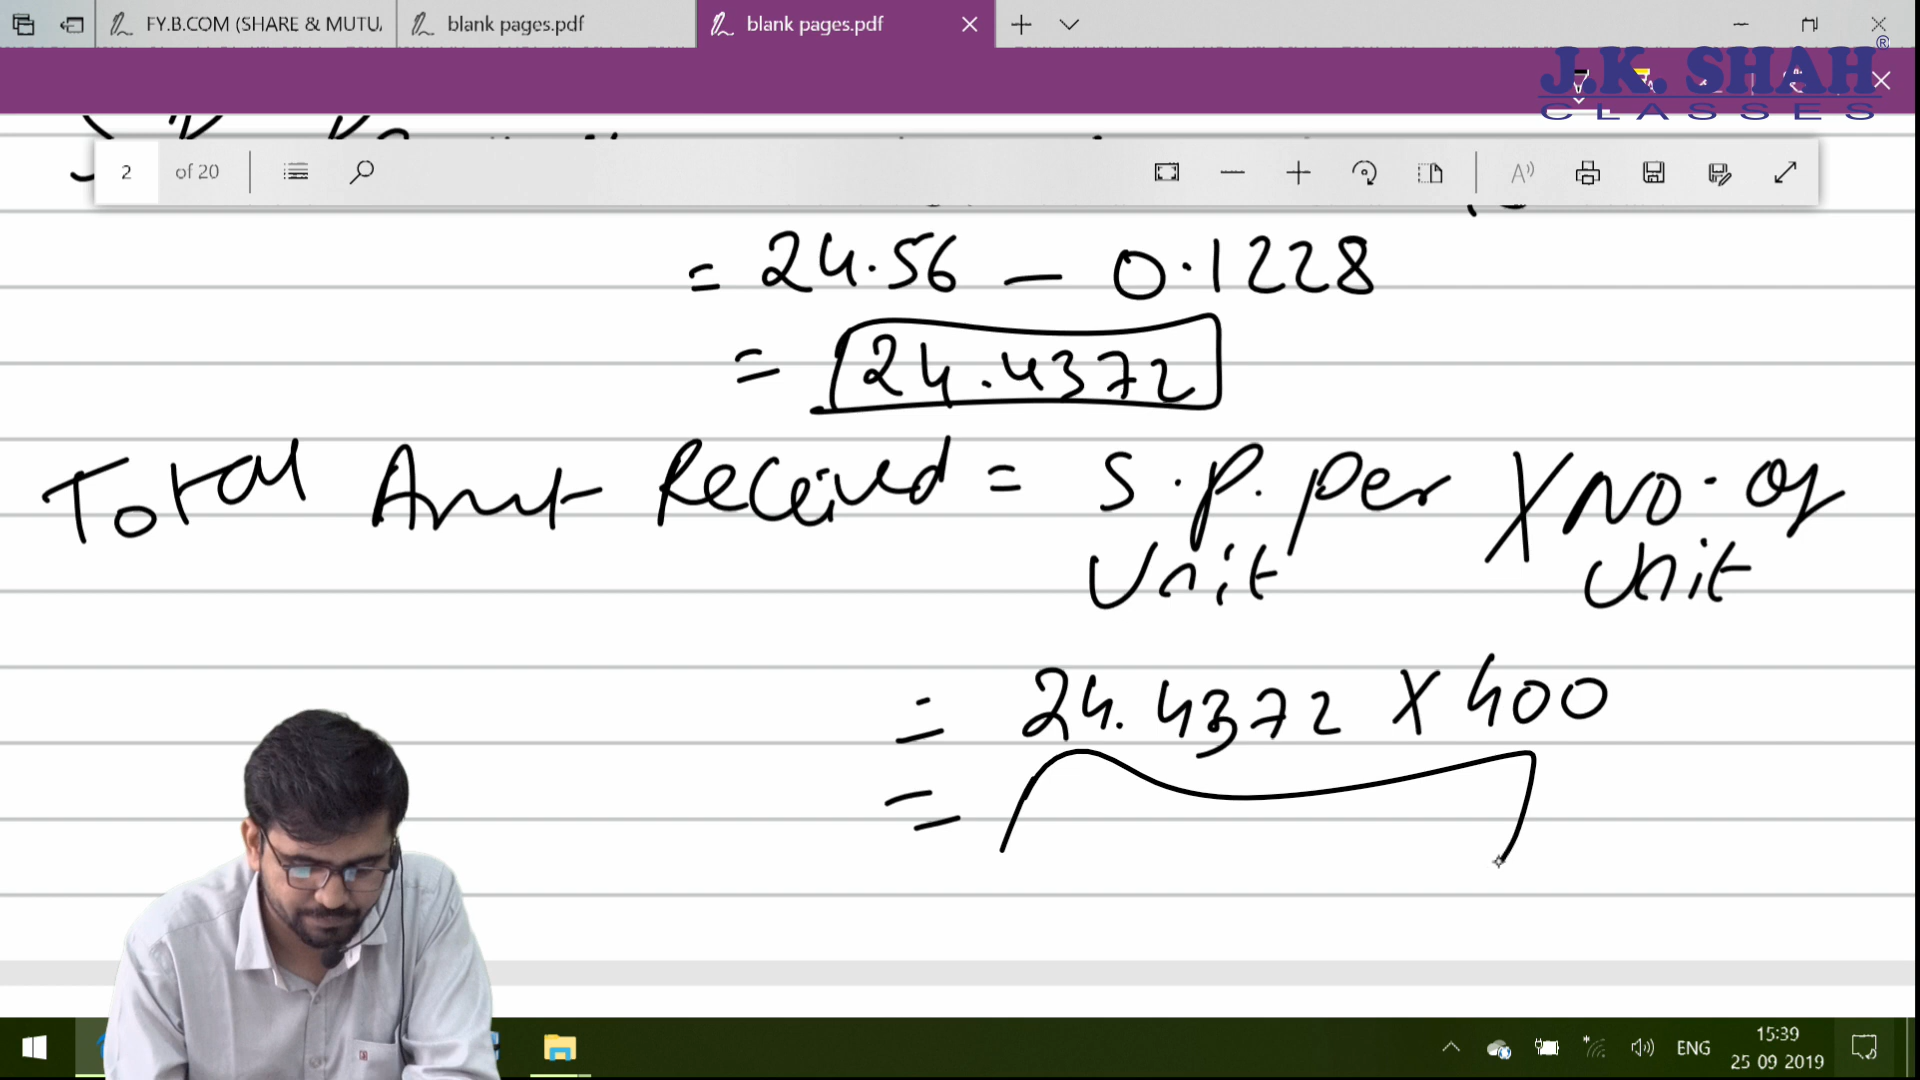 FY.B.COM (SHARE & MUTU
blank pages.pdf
blank pages.pdf
J.K. SHAH®
CLASSES
2 of 20
= 24.56 – 0.1228
= 24.4372
Total Amt Received = S.P. per X No. of
Unit Unit
= 24.4372 X 400
=
ENG
15:39
25 09 2019